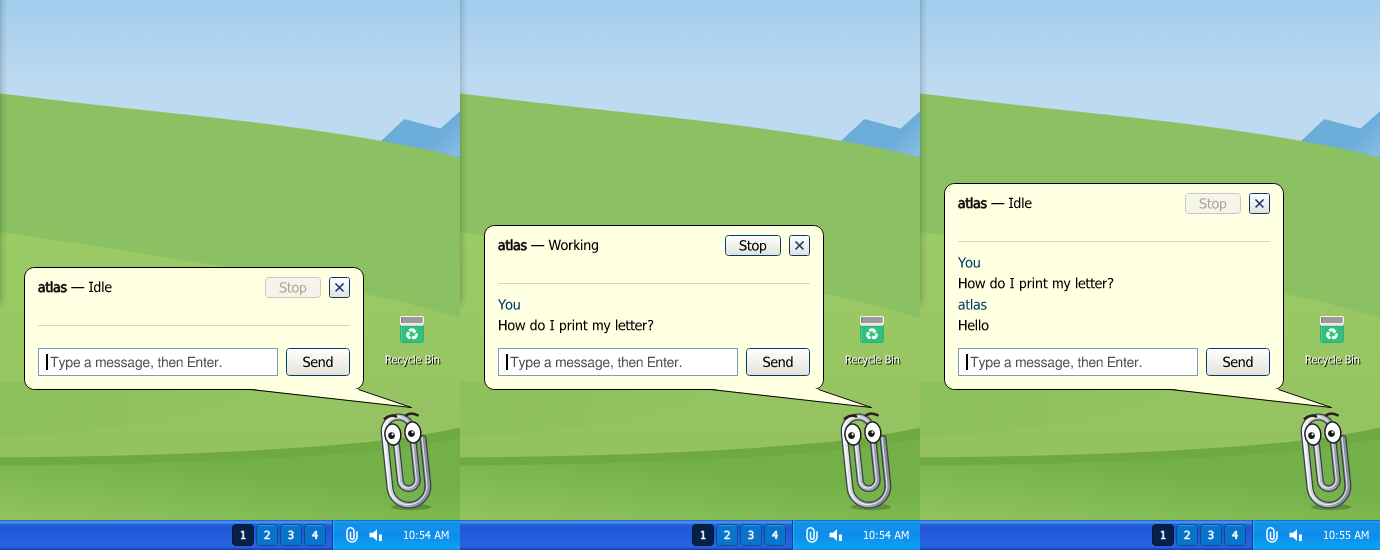 atlas — Idle
Stop
Type a message, then Enter.
Send
Recycle Bin
1 2 3 4
10:54 AM
atlas — Working
Stop
You
How do I print my letter?
Type a message, then Enter.
Send
Recycle Bin
1 2 3 4
10:54 AM
atlas — Idle
Stop
You
How do I print my letter?
atlas
Hello
Type a message, then Enter.
Send
Recycle Bin
1 2 3 4
10:55 AM